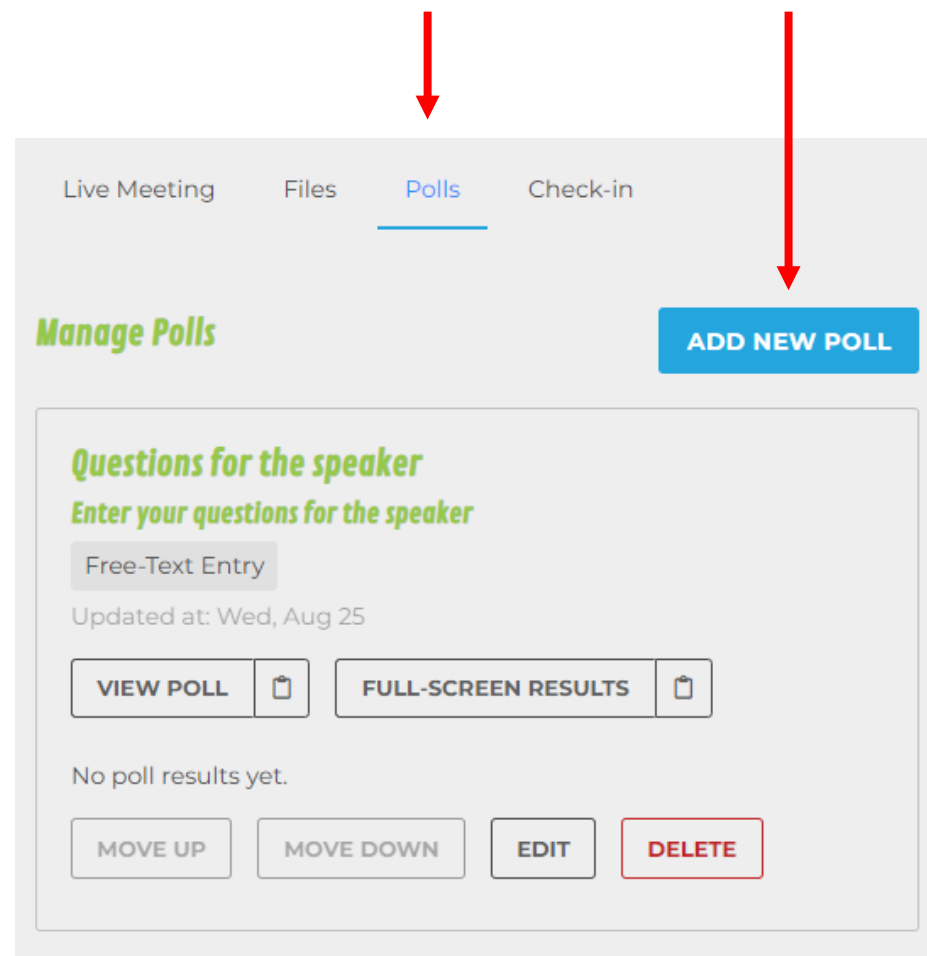 Live Meeting Files Polls Check-in
Manage Polls
ADD NEW POLL
Questions for the speaker
Enter your questions for the speaker
Free-Text Entry
Updated at: Wed, Aug 25
VIEW POLL FULL-SCREEN RESULTS
No poll results yet.
MOVE UP MOVE DOWN EDIT DELETE